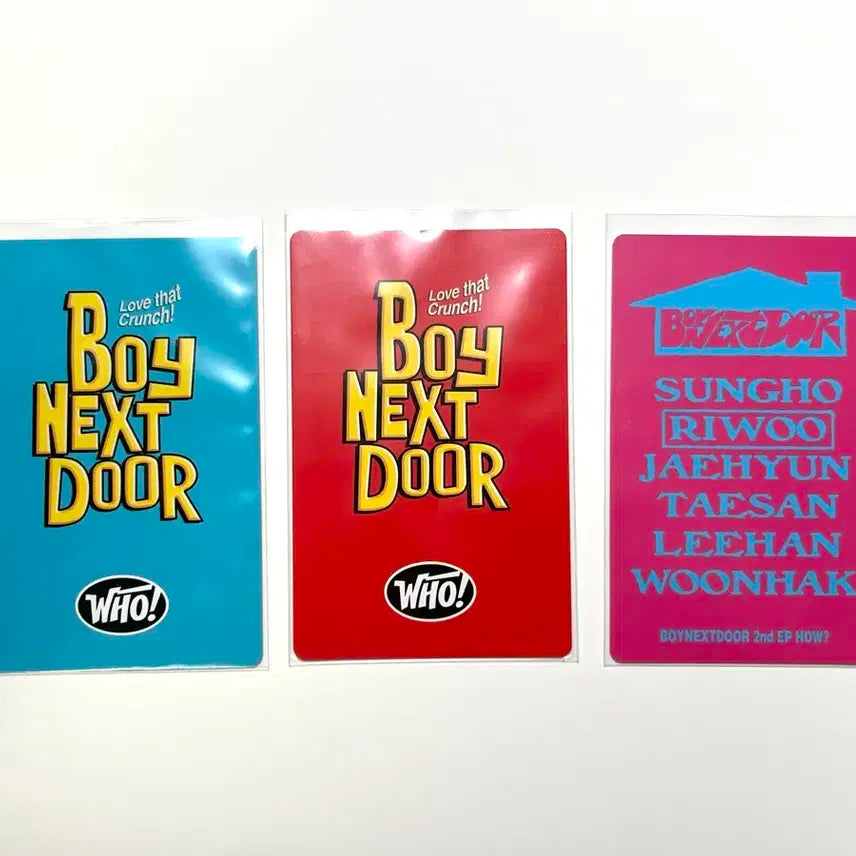 Love that
Crunch!
BOY
NEXT
DOOR
WHO!
Love that
Crunch!
BOY
NEXT
DOOR
WHO!
BOYNEXTDOOR
SUNGHO
RIWOO
JAEHYUN
TAESAN
LEEHAN
WOONHAK
BOYNEXTDOOR 2nd EP HOW?